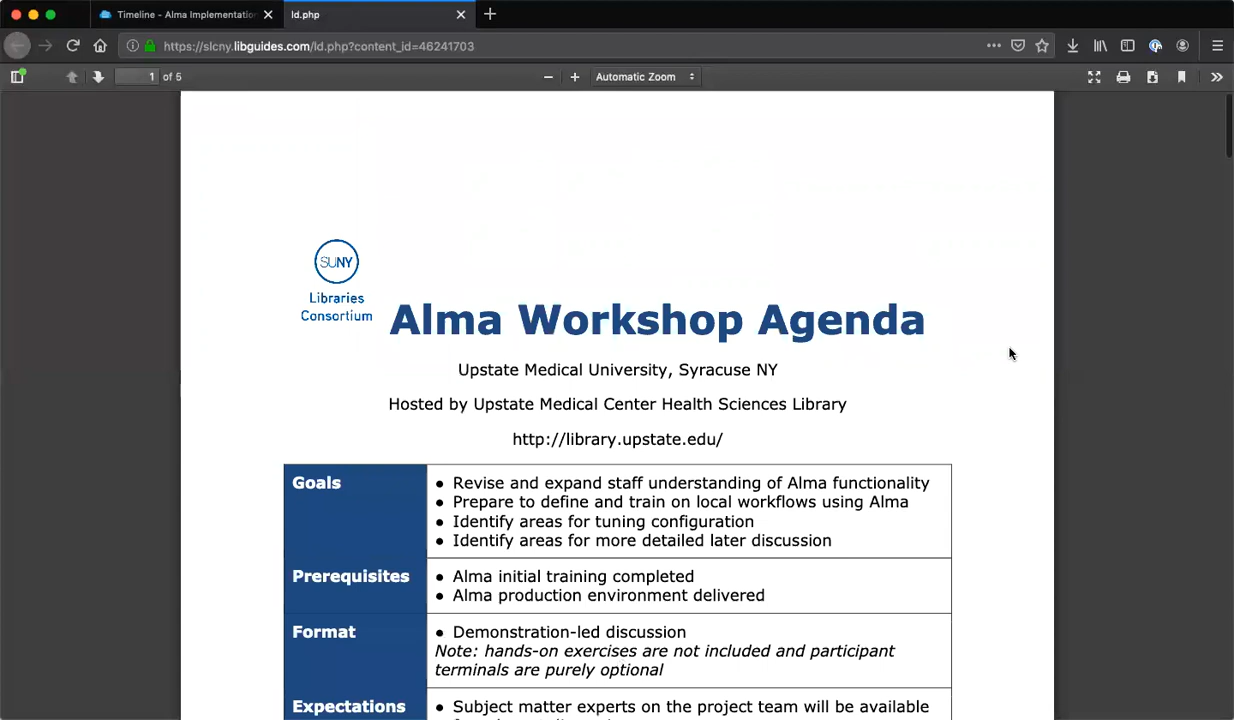 Timeline - Alma Implementation
ld.php
https://slcny.libguides.com/ld.php?content_id=46241703
1 of 5
Automatic Zoom
SUNY
Libraries
Consortium
Alma Workshop Agenda
Upstate Medical University, Syracuse NY
Hosted by Upstate Medical Center Health Sciences Library
http://library.upstate.edu/
Goals
● Revise and expand staff understanding of Alma functionality
● Prepare to define and train on local workflows using Alma
● Identify areas for tuning configuration
● Identify areas for more detailed later discussion
Prerequisites
● Alma initial training completed
● Alma production environment delivered
Format
● Demonstration-led discussion
Note: hands-on exercises are not included and participant
terminals are purely optional
Expectations
● Subject matter experts on the project team will be available